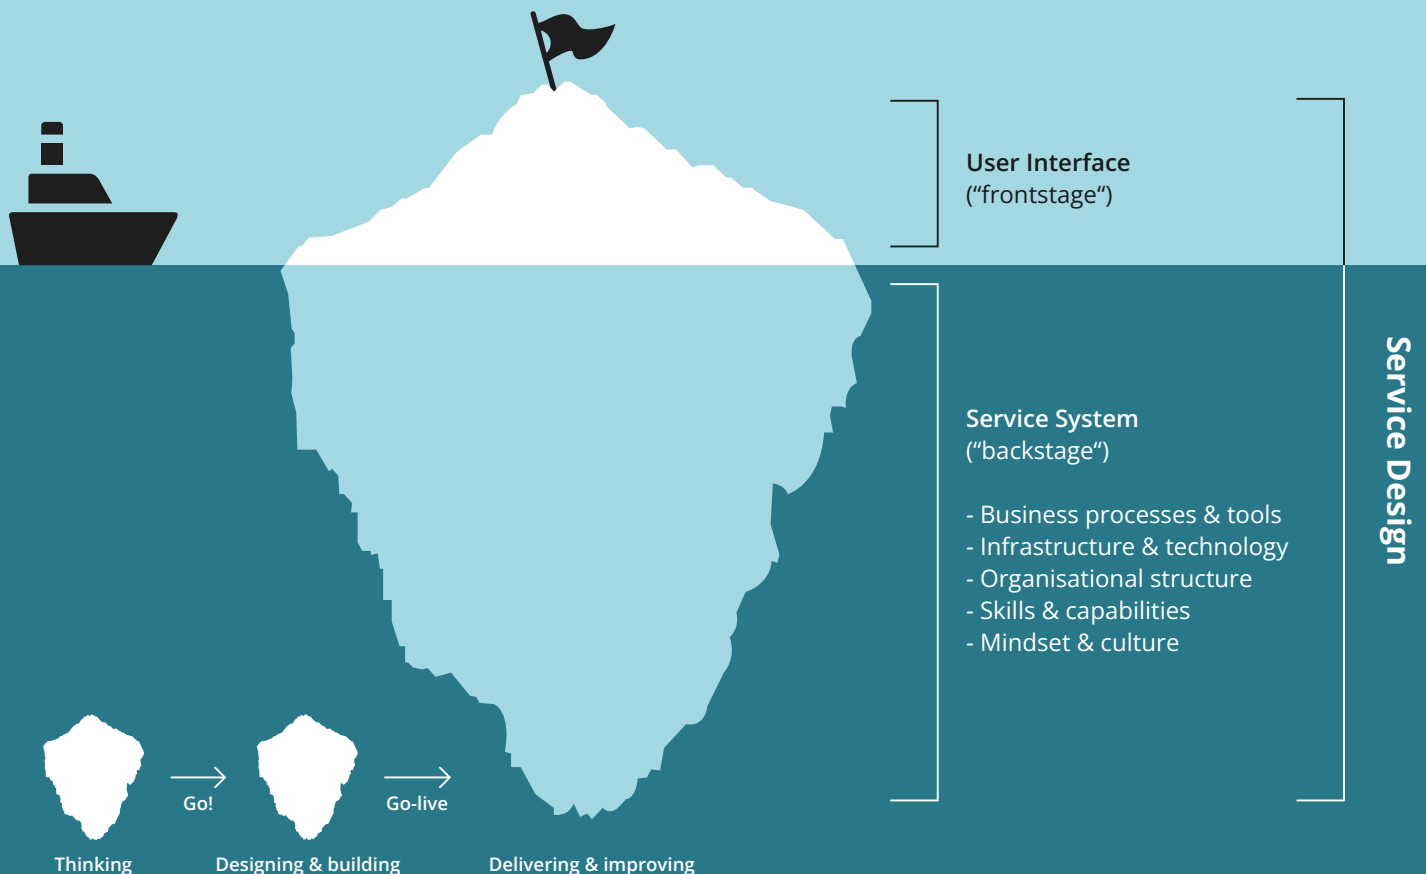 User Interface
(“frontstage“)
Service System
(“backstage“)
- Business processes & tools
- Infrastructure & technology
- Organisational structure
- Skills & capabilities
- Mindset & culture
Service Design
Go!
Go-live
Thinking
Designing & building
Delivering & improving